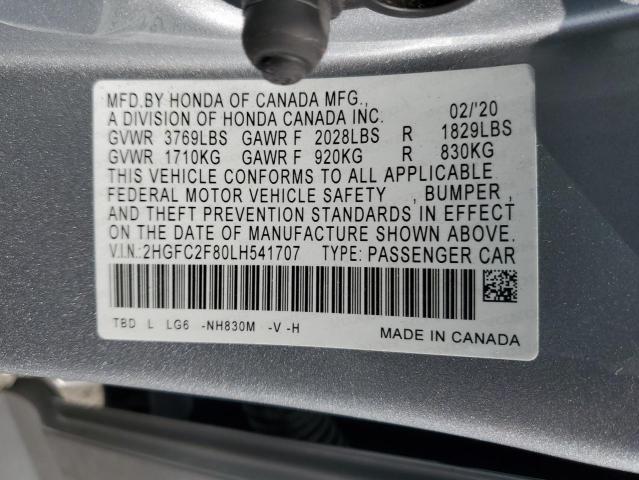 MFD.BY HONDA OF CANADA MFG.,
A DIVISION OF HONDA CANADA INC. 02/'20
GVWR 3769LBS GAWR F 2028LBS R 1829LBS
GVWR 1710KG GAWR F 920KG R 830KG
THIS VEHICLE CONFORMS TO ALL APPLICABLE
FEDERAL MOTOR VEHICLE SAFETY , BUMPER ,
AND THEFT PREVENTION STANDARDS IN EFFECT
ON THE DATE OF MANUFACTURE SHOWN ABOVE.
V.I.N.: 2HGFC2F80LH541707 TYPE: PASSENGER CAR
TBD L LG6 -NH830M -V -H
MADE IN CANADA